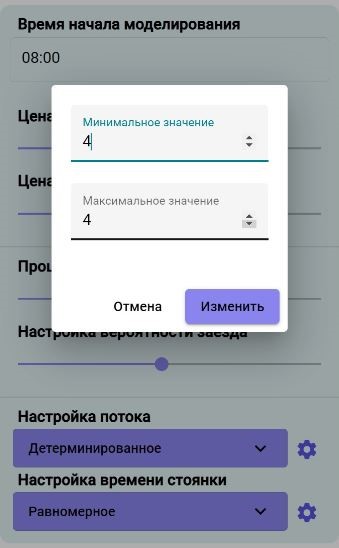 Время начала моделирования
08:00
Цена
Цена
Минимальное значение
4
Максимальное значение
4
Отмена
Изменить
Настройка вероятности заезда
Настройка потока
Детерминированное
Настройка времени стоянки
Равномерное